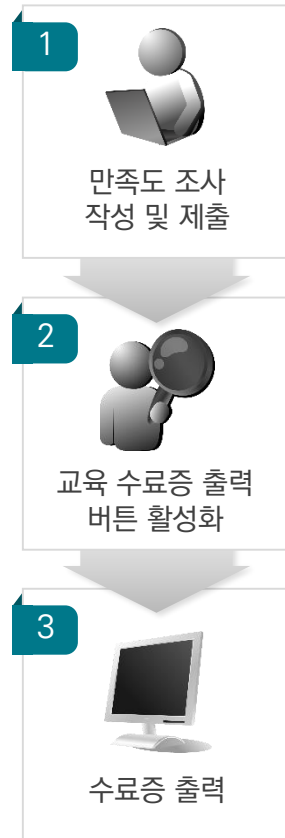 1
만족도 조사
작성 및 제출
2
교육 수료증 출력
버튼 활성화
3
수료증 출력